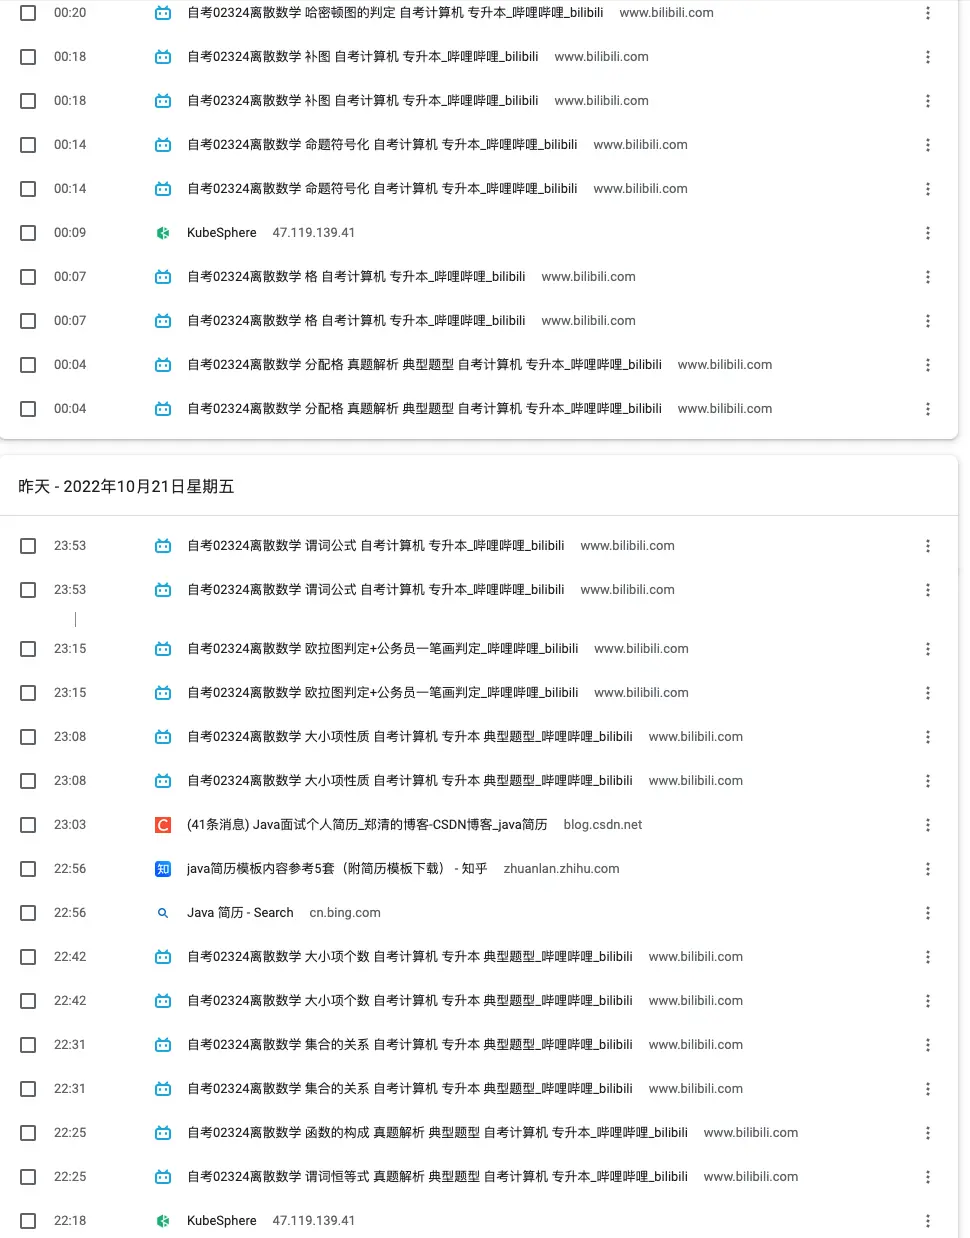 00:20 自考02324离散数学 哈密顿图的判定 自考计算机 专升本_哔哩哔哩_bilibili www.bilibili.com
00:18 自考02324离散数学 补图 自考计算机 专升本_哔哩哔哩_bilibili www.bilibili.com
00:18 自考02324离散数学 补图 自考计算机 专升本_哔哩哔哩_bilibili www.bilibili.com
00:14 自考02324离散数学 命题符号化 自考计算机 专升本_哔哩哔哩_bilibili www.bilibili.com
00:14 自考02324离散数学 命题符号化 自考计算机 专升本_哔哩哔哩_bilibili www.bilibili.com
00:09 KubeSphere 47.119.139.41
00:07 自考02324离散数学 格 自考计算机 专升本_哔哩哔哩_bilibili www.bilibili.com
00:07 自考02324离散数学 格 自考计算机 专升本_哔哩哔哩_bilibili www.bilibili.com
00:04 自考02324离散数学 分配格 真题解析 典型题型 自考计算机 专升本_哔哩哔哩_bilibili www.bilibili.com
00:04 自考02324离散数学 分配格 真题解析 典型题型 自考计算机 专升本_哔哩哔哩_bilibili www.bilibili.com
昨天 - 2022年10月21日星期五
23:53 自考02324离散数学 谓词公式 自考计算机 专升本_哔哩哔哩_bilibili www.bilibili.com
23:53 自考02324离散数学 谓词公式 自考计算机 专升本_哔哩哔哩_bilibili www.bilibili.com
23:15 自考02324离散数学 欧拉图判定+公务员一笔画判定_哔哩哔哩_bilibili www.bilibili.com
23:15 自考02324离散数学 欧拉图判定+公务员一笔画判定_哔哩哔哩_bilibili www.bilibili.com
23:08 自考02324离散数学 大小项性质 自考计算机 专升本 典型题型_哔哩哔哩_bilibili www.bilibili.com
23:08 自考02324离散数学 大小项性质 自考计算机 专升本 典型题型_哔哩哔哩_bilibili www.bilibili.com
23:03 C (41条消息) Java面试个人简历_郑清的博客-CSDN博客_java简历 blog.csdn.net
22:56 知 java简历模板内容参考5套（附简历模板下载） - 知乎 zhuanlan.zhihu.com
22:56 Java 简历 - Search cn.bing.com
22:42 自考02324离散数学 大小项个数 自考计算机 专升本 典型题型_哔哩哔哩_bilibili www.bilibili.com
22:42 自考02324离散数学 大小项个数 自考计算机 专升本 典型题型_哔哩哔哩_bilibili www.bilibili.com
22:31 自考02324离散数学 集合的关系 自考计算机 专升本 典型题型_哔哩哔哩_bilibili www.bilibili.com
22:31 自考02324离散数学 集合的关系 自考计算机 专升本 典型题型_哔哩哔哩_bilibili www.bilibili.com
22:25 自考02324离散数学 函数的构成 真题解析 典型题型 自考计算机 专升本_哔哩哔哩_bilibili www.bilibili.com
22:25 自考02324离散数学 谓词恒等式 真题解析 典型题型 自考计算机 专升本_哔哩哔哩_bilibili www.bilibili.com
22:18 KubeSphere 47.119.139.41